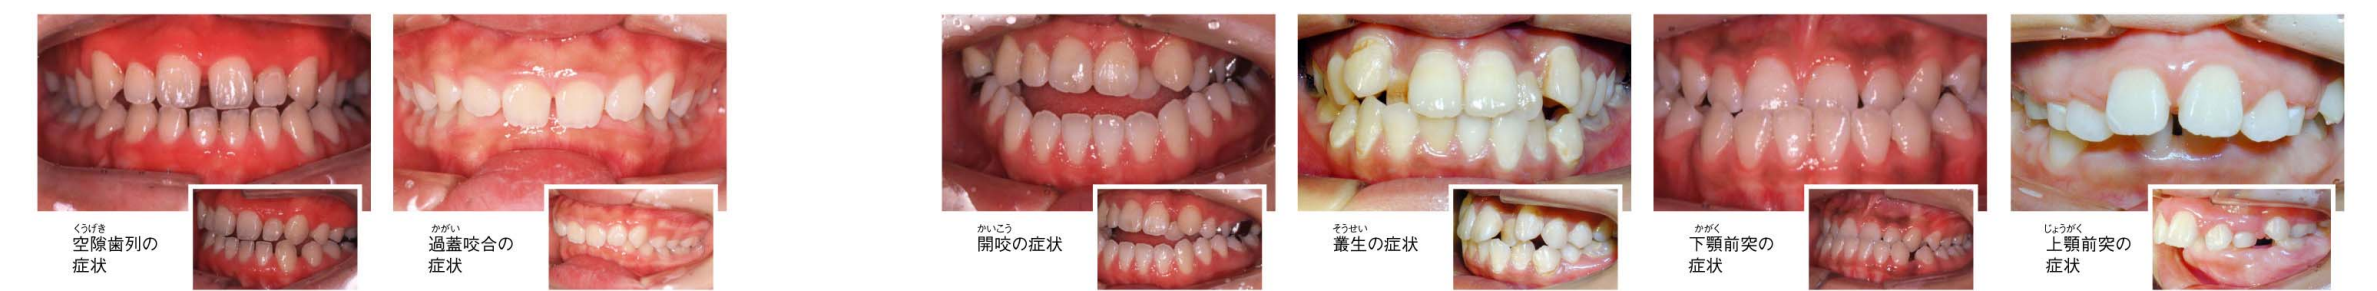 くうげき
空隙歯列の
症状
かがい
過蓋咬合の
症状
かいこう
開咬の症状
そうせい
叢生の症状
かがく
下顎前突の
症状
じょうがく
上顎前突の
症状